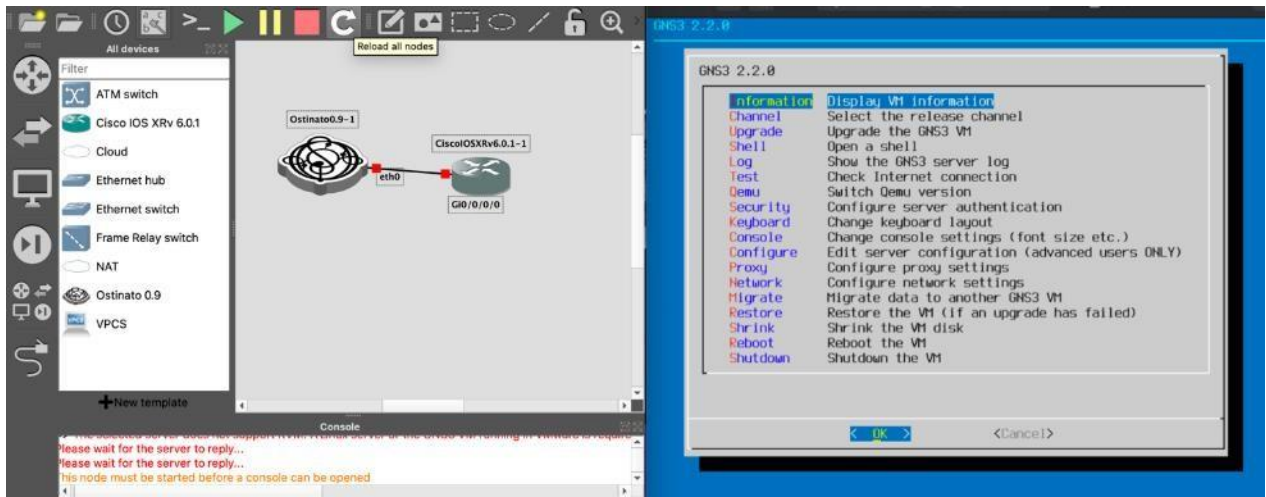 Reload all nodes
All devices
Filter
ATM switch
Cisco IOS XRv 6.0.1
Cloud
Ethernet hub
Ethernet switch
Frame Relay switch
NAT
Ostinato 0.9
VPCS
New template
Ostinato0.9-1
CiscoIOSXRv6.0.1-1
eth0
Gi0/0/0/0
Console
Please wait for the server to reply...
Please wait for the server to reply...
This node must be started before a console can be opened
GNS3 2.2.0
GNS3 2.2.0
Information Display VM information
Channel Select the release channel
Upgrade Upgrade the GNS3 VM
Shell Open a shell
Log Show the GNS3 server log
Test Check Internet connection
Qemu Switch Qemu version
Security Configure server authentication
Keyboard Change keyboard layout
Console Change console settings (font size etc.)
Configure Edit server configuration (advanced users ONLY)
Proxy Configure proxy settings
Network Configure network settings
Migrate Migrate data to another GNS3 VM
Restore Restore the VM (if an upgrade has failed)
Shrink Shrink the VM disk
Reboot Reboot the VM
Shutdown Shutdown the VM
< OK > <Cancel>